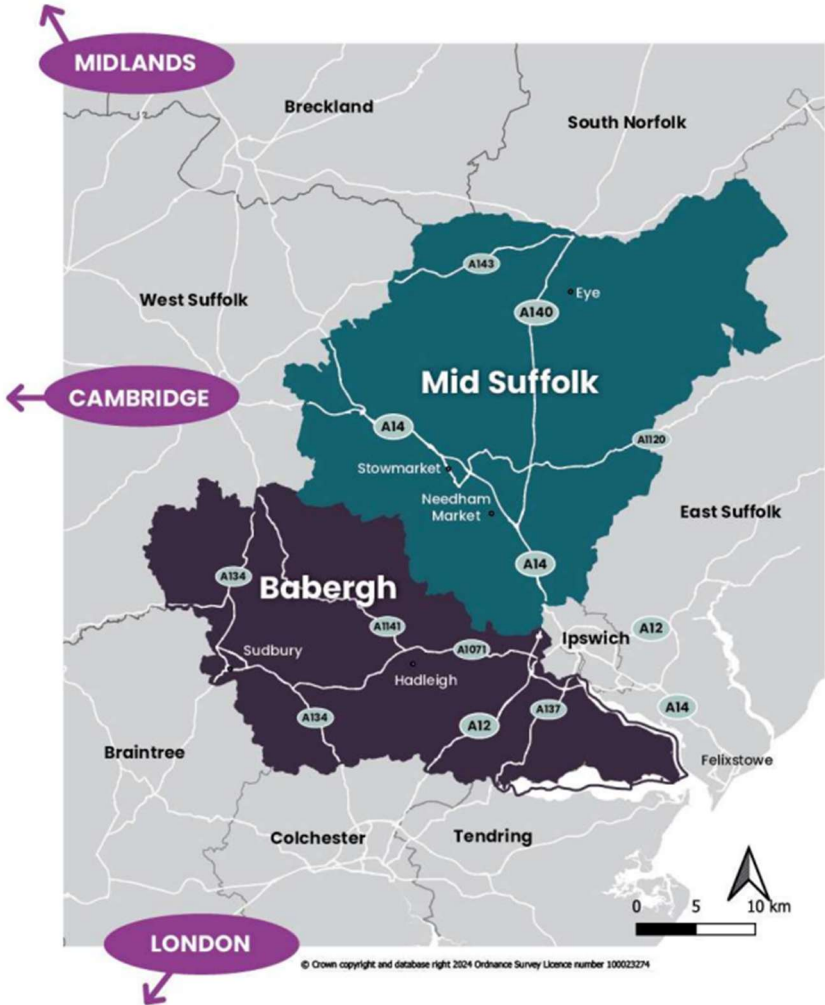 MIDLANDS
Breckland
South Norfolk
A143
West Suffolk
Eye
A140
Mid Suffolk
CAMBRIDGE
A14
A1120
Stowmarket
Needham
Market
East Suffolk
A14
A134
Babergh
A1141
Ipswich
A12
A1071
Sudbury
Hadleigh
A134
A12
A137
A14
Braintree
Felixstowe
Colchester
Tendring
0 5 10 km
LONDON
© Crown copyright and database right 2024 Ordnance Survey Licence number 100023274